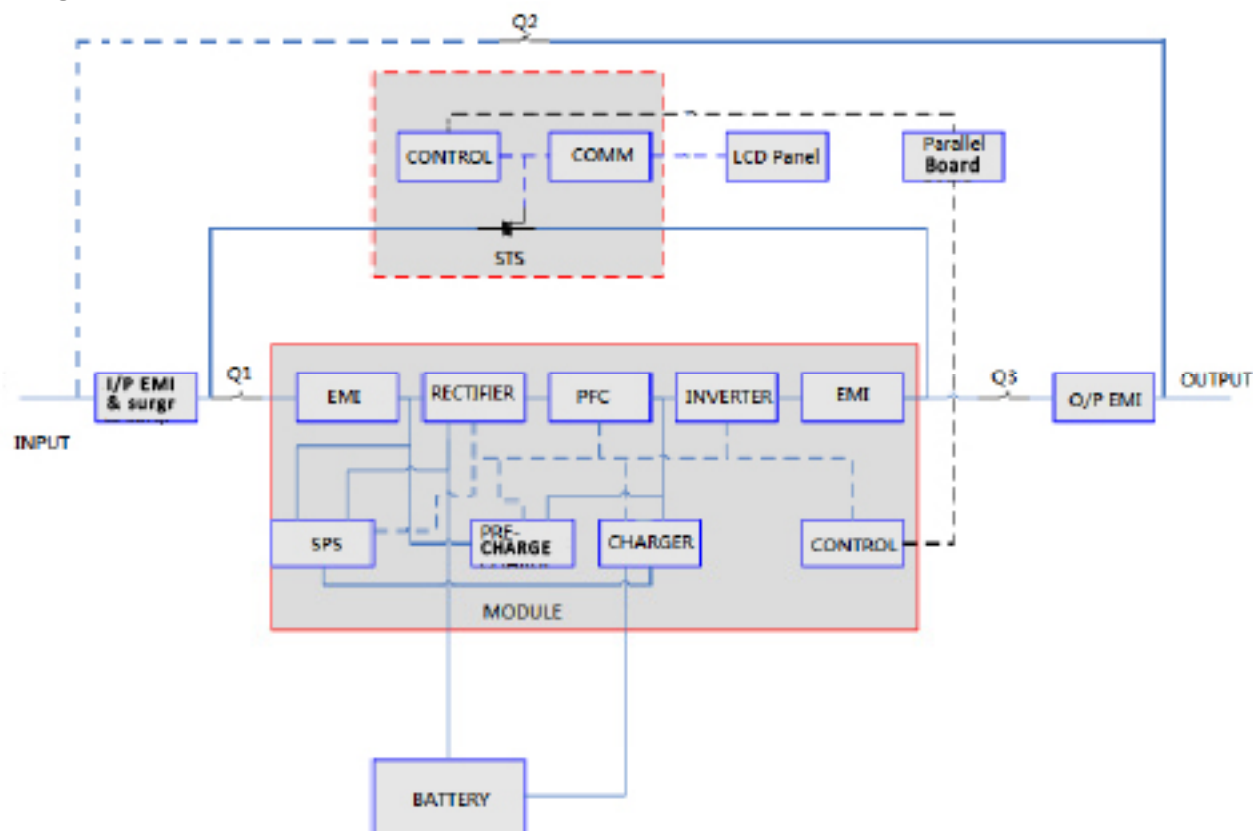 Q2
CONTROL
COMM
LCD Panel
Parallel
Board
STS
I/P EMI
& surgr
Q1
EMI
RECTIFIER
PFC
INVERTER
EMI
Q3
O/P EMI
OUTPUT
INPUT
SPS
PRE-
CHARGE
CHARGER
CONTROL
MODULE
BATTERY